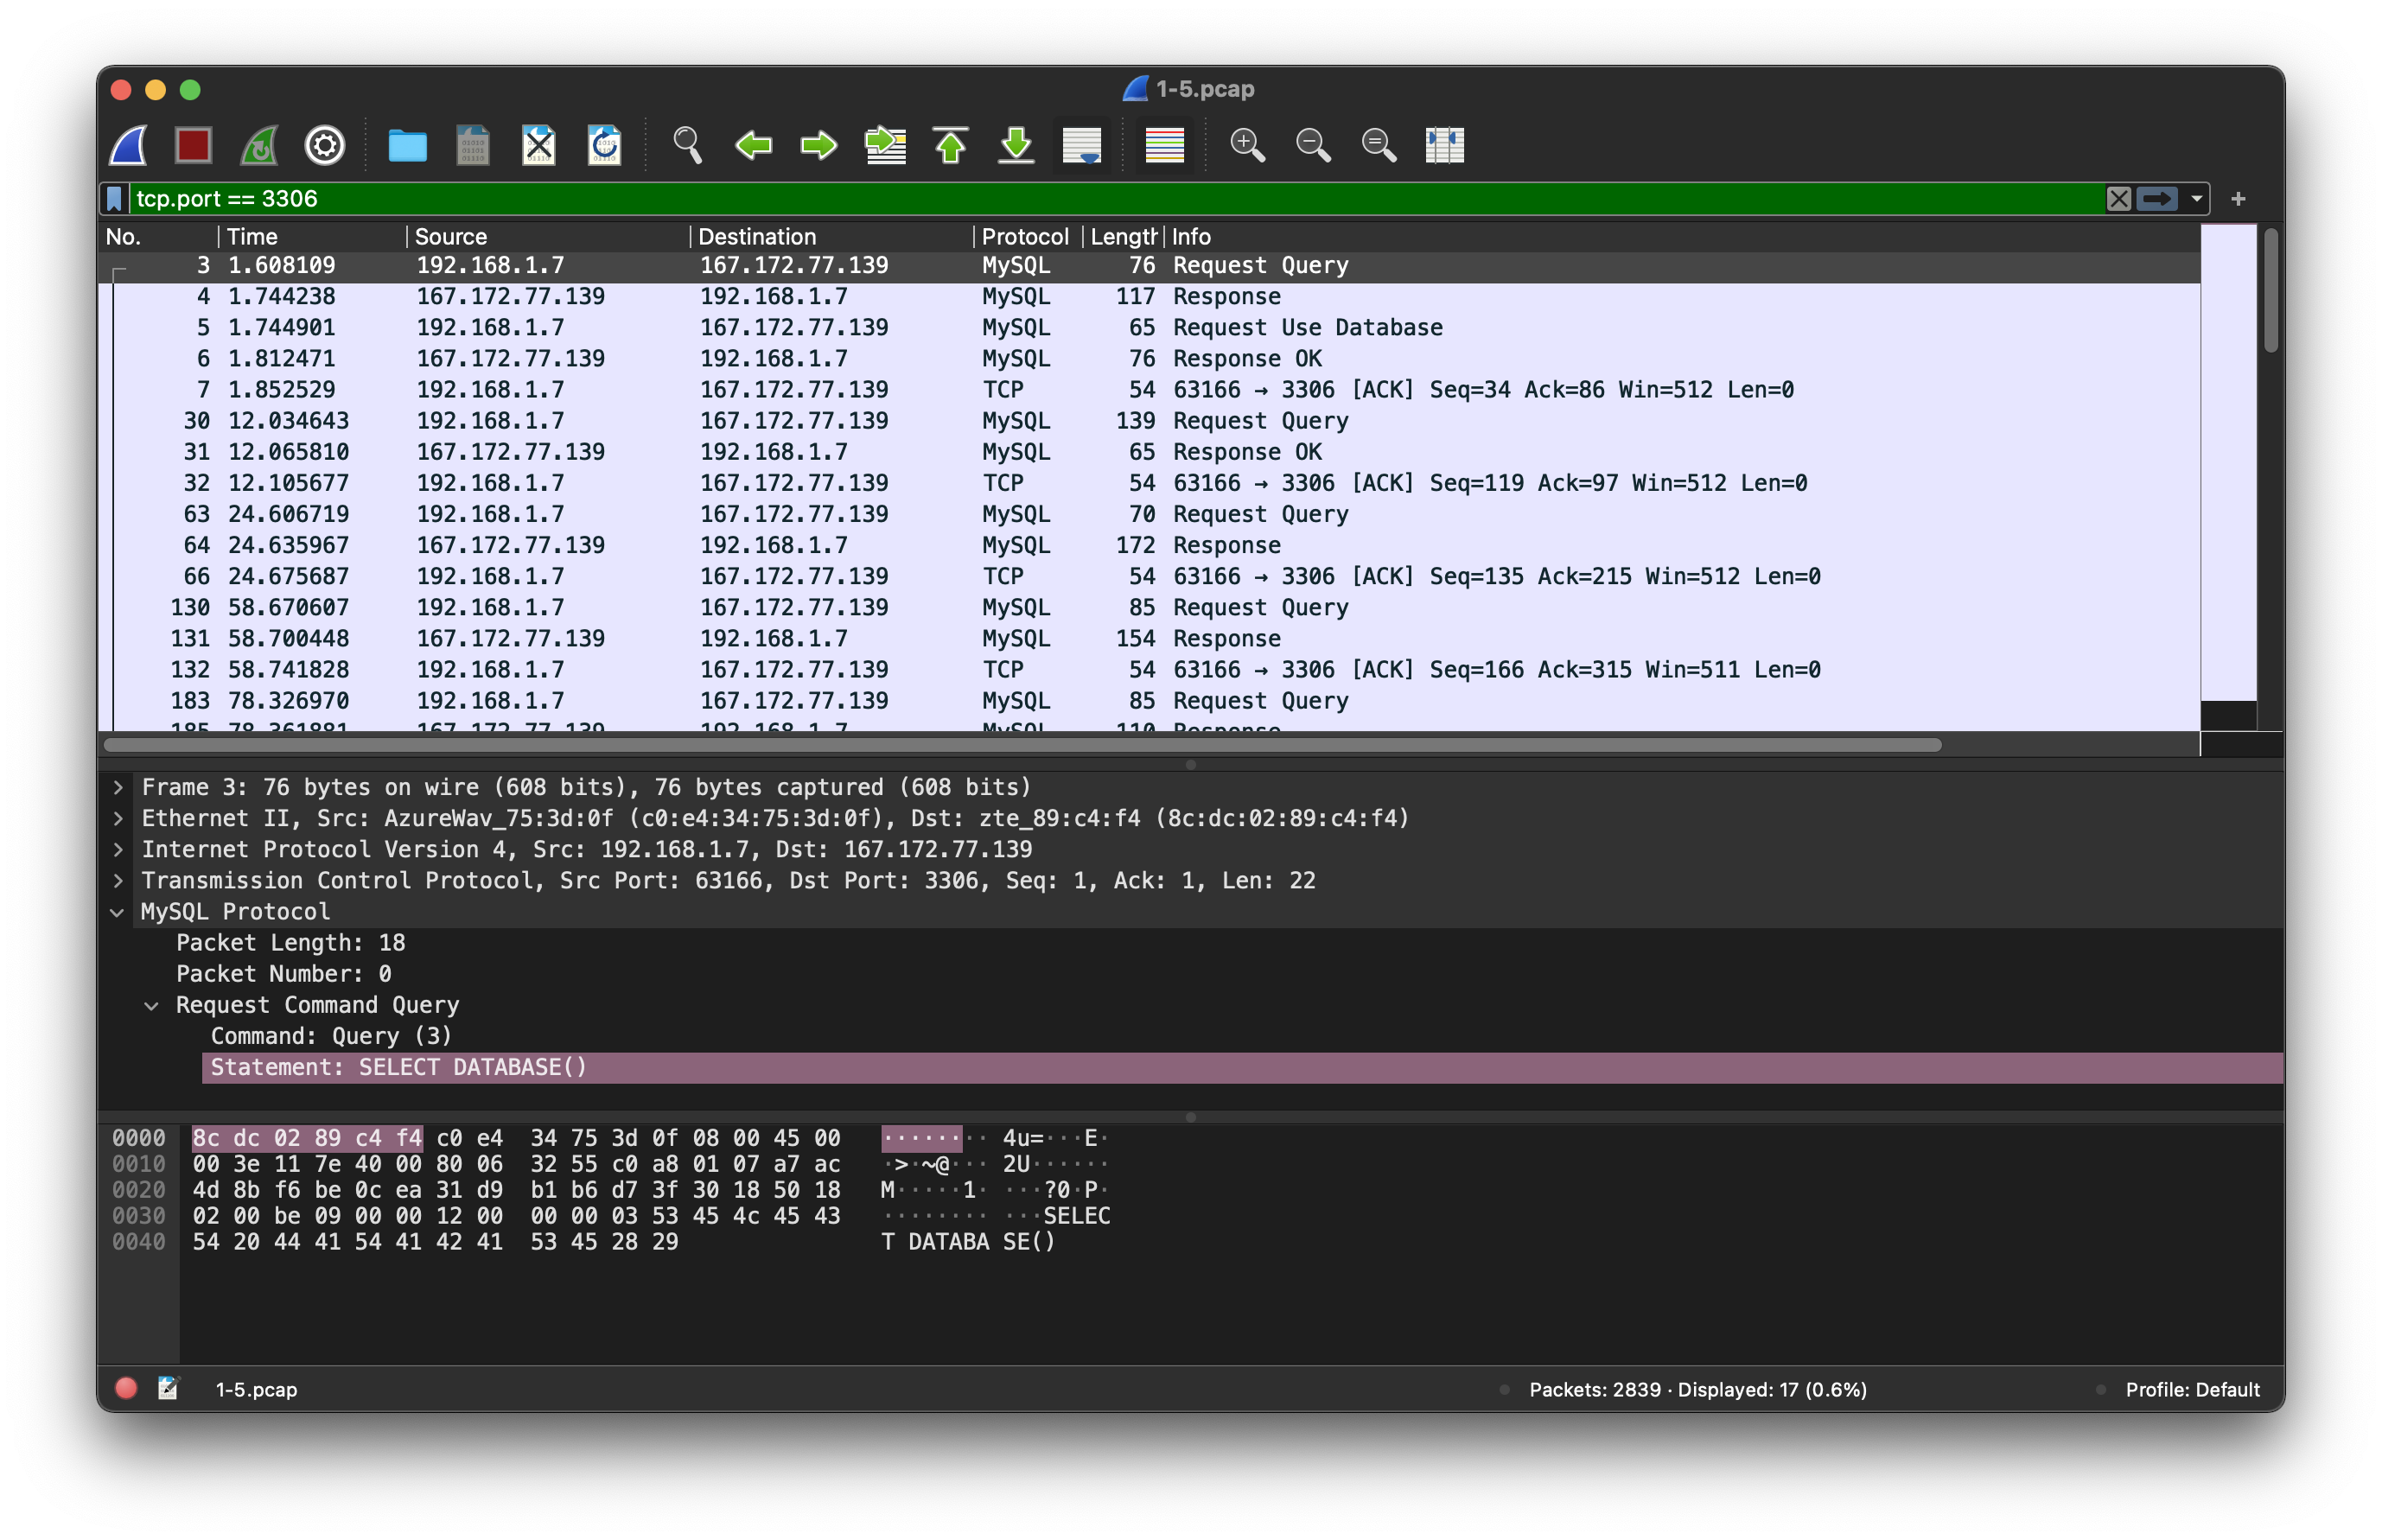 1-5.pcap
tcp.port == 3306
No. Time Source Destination Protocol Length Info
3 1.608109 192.168.1.7 167.172.77.139 MySQL 76 Request Query
4 1.744238 167.172.77.139 192.168.1.7 MySQL 117 Response
5 1.744901 192.168.1.7 167.172.77.139 MySQL 65 Request Use Database
6 1.812471 167.172.77.139 192.168.1.7 MySQL 76 Response OK
7 1.852529 192.168.1.7 167.172.77.139 TCP 54 63166 → 3306 [ACK] Seq=34 Ack=86 Win=512 Len=0
30 12.034643 192.168.1.7 167.172.77.139 MySQL 139 Request Query
31 12.065810 167.172.77.139 192.168.1.7 MySQL 65 Response OK
32 12.105677 192.168.1.7 167.172.77.139 TCP 54 63166 → 3306 [ACK] Seq=119 Ack=97 Win=512 Len=0
63 24.606719 192.168.1.7 167.172.77.139 MySQL 70 Request Query
64 24.635967 167.172.77.139 192.168.1.7 MySQL 172 Response
66 24.675687 192.168.1.7 167.172.77.139 TCP 54 63166 → 3306 [ACK] Seq=135 Ack=215 Win=512 Len=0
130 58.670607 192.168.1.7 167.172.77.139 MySQL 85 Request Query
131 58.700448 167.172.77.139 192.168.1.7 MySQL 154 Response
132 58.741828 192.168.1.7 167.172.77.139 TCP 54 63166 → 3306 [ACK] Seq=166 Ack=315 Win=511 Len=0
183 78.326970 192.168.1.7 167.172.77.139 MySQL 85 Request Query
185 78.361881 167.172.77.139 192.168.1.7 MySQL 110 Response
Frame 3: 76 bytes on wire (608 bits), 76 bytes captured (608 bits)
Ethernet II, Src: AzureWav_75:3d:0f (c0:e4:34:75:3d:0f), Dst: zte_89:c4:f4 (8c:dc:02:89:c4:f4)
Internet Protocol Version 4, Src: 192.168.1.7, Dst: 167.172.77.139
Transmission Control Protocol, Src Port: 63166, Dst Port: 3306, Seq: 1, Ack: 1, Len: 22
MySQL Protocol
Packet Length: 18
Packet Number: 0
Request Command Query
Command: Query (3)
Statement: SELECT DATABASE()
0000 8c dc 02 89 c4 f4 c0 e4 34 75 3d 0f 08 00 45 00 ········ 4u=···E·
0010 00 3e 11 7e 40 00 80 06 32 55 c0 a8 01 07 a7 ac ·>·~@··· 2U······
0020 4d 8b f6 be 0c ea 31 d9 b1 b6 d7 3f 30 18 50 18 M·····1· ···?0·P·
0030 02 00 be 09 00 00 12 00 00 00 03 53 45 4c 45 43 ········ ···SELEC
0040 54 20 44 41 54 41 42 41 53 45 28 29 T DATABA SE()
1-5.pcap Packets: 2839 · Displayed: 17 (0.6%) Profile: Default